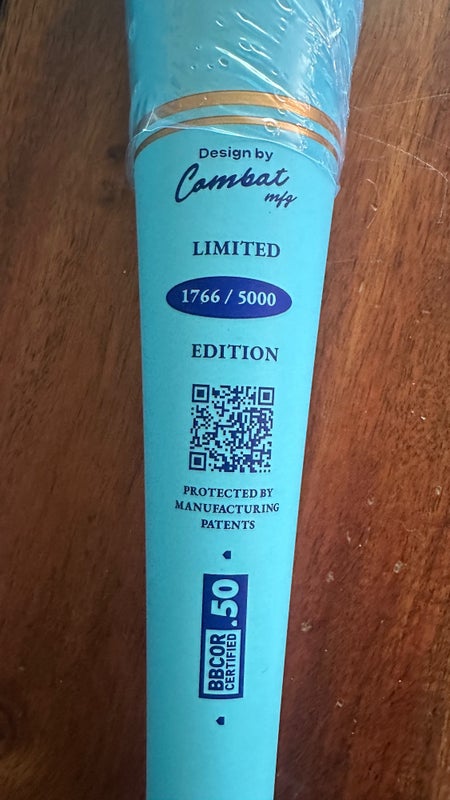 Design by
Combat
mfg
LIMITED
1766 / 5000
EDITION
PROTECTED BY
MANUFACTURING
PATENTS
BBCOR
CERTIFIED
.50